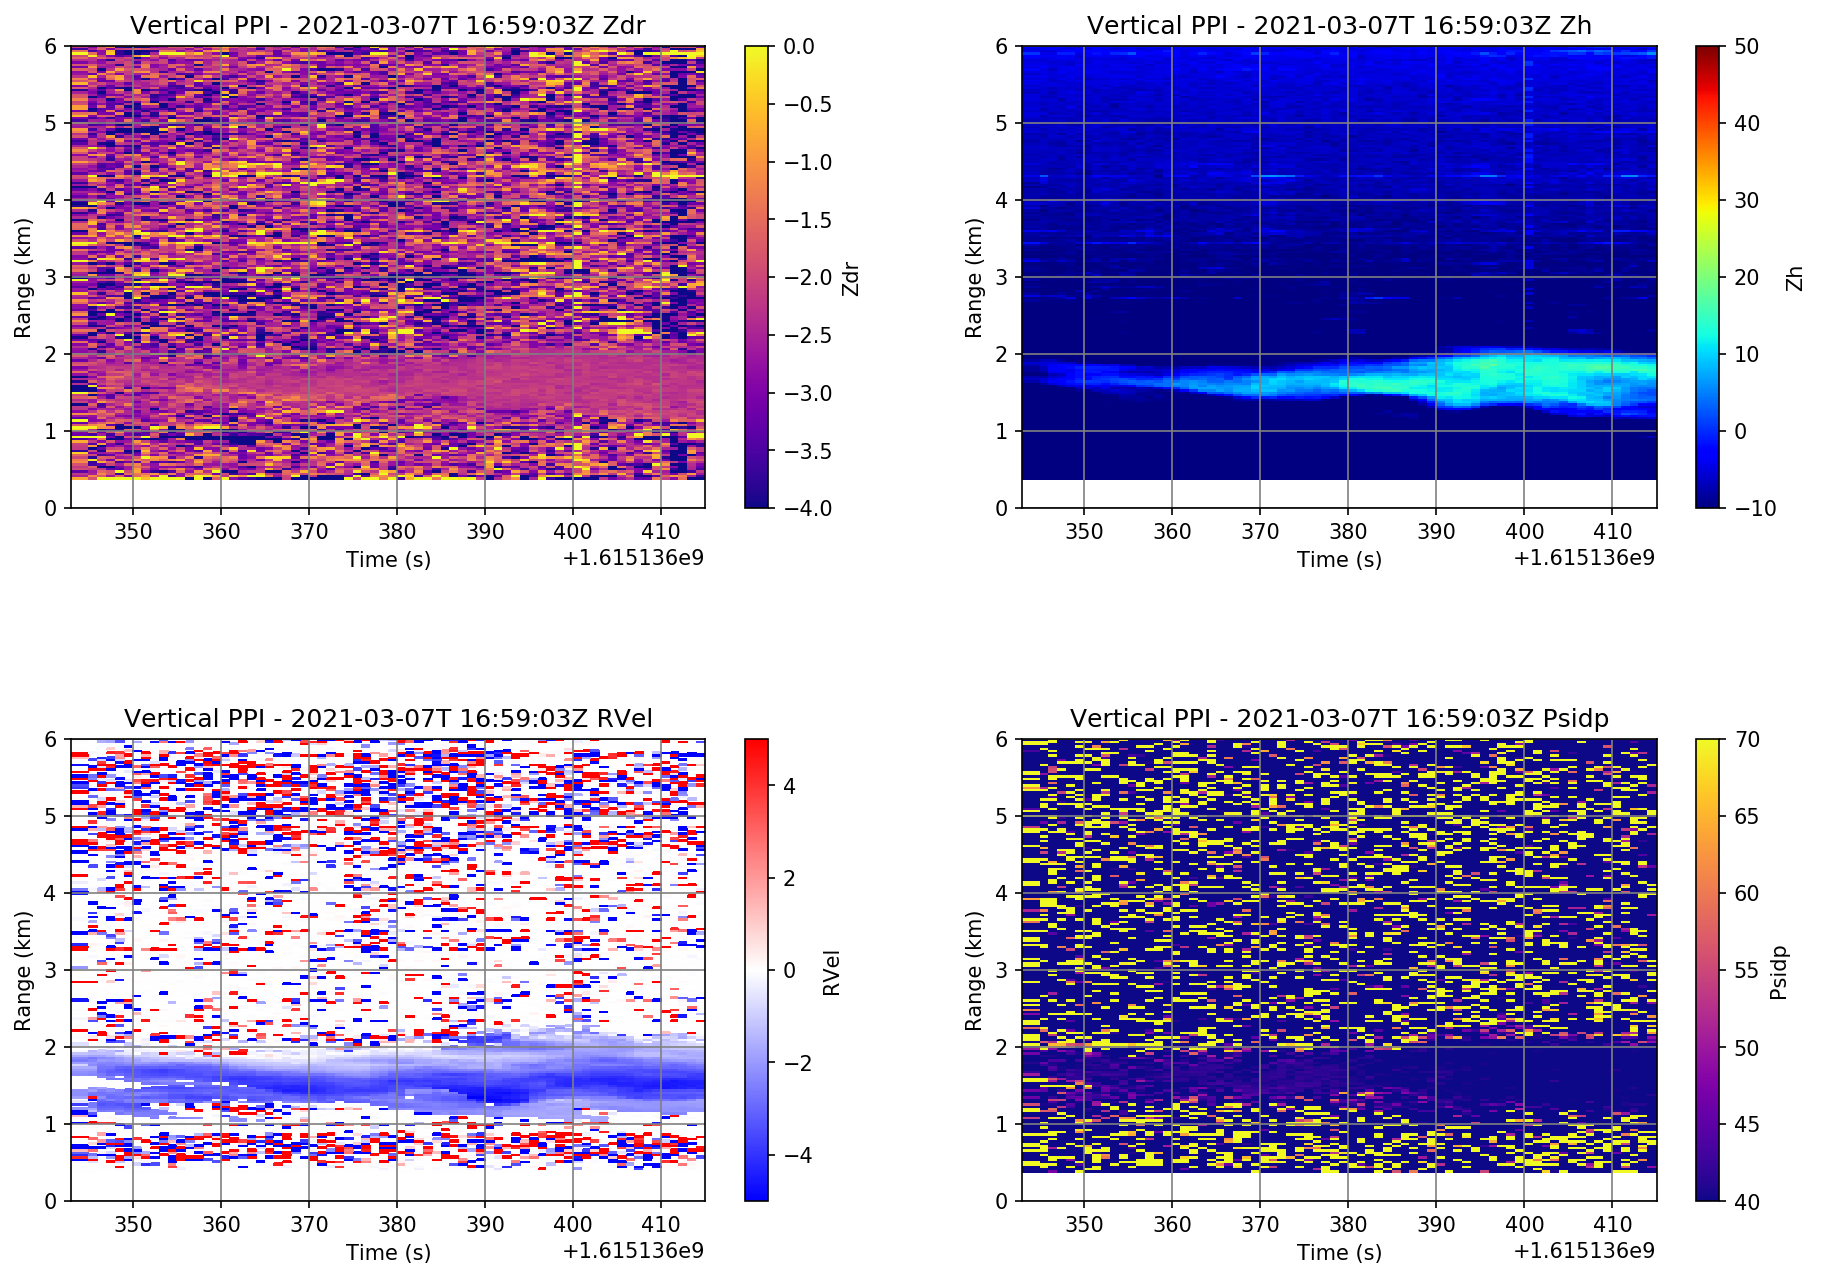 Vertical PPI - 2021-03-07T 16:59:03Z Zdr
6
5
4
3
2
1
0
Range (km)
350 360 370 380 390 400 410
Time (s)
+1.615136e9
0.0
−0.5
−1.0
−1.5
−2.0
−2.5
−3.0
−3.5
−4.0
Zdr
Vertical PPI - 2021-03-07T 16:59:03Z Zh
6
5
4
3
2
1
0
Range (km)
350 360 370 380 390 400 410
Time (s)
+1.615136e9
50
40
30
20
10
0
−10
Zh
Vertical PPI - 2021-03-07T 16:59:03Z RVel
6
5
4
3
2
1
0
Range (km)
350 360 370 380 390 400 410
Time (s)
+1.615136e9
4
2
0
−2
−4
RVel
Vertical PPI - 2021-03-07T 16:59:03Z Psidp
6
5
4
3
2
1
0
Range (km)
350 360 370 380 390 400 410
Time (s)
+1.615136e9
70
65
60
55
50
45
40
Psidp